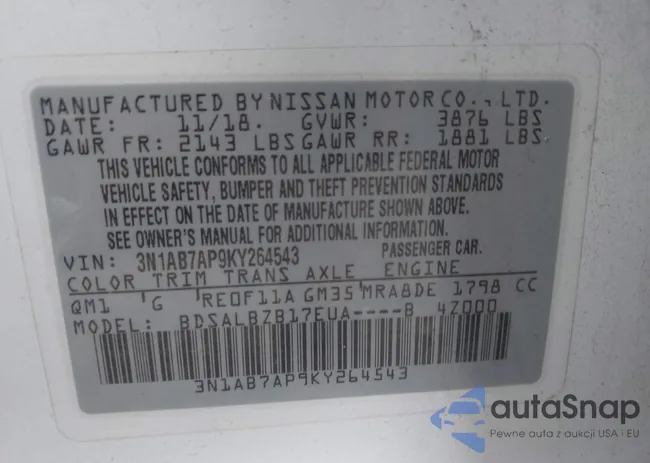 MANUFACTURED BY NISSAN MOTOR CO., LTD.
DATE: 11/18. GVWR: 3876 LBS
GAWR FR: 2143 LBS GAWR RR: 1881 LBS.
THIS VEHICLE CONFORMS TO ALL APPLICABLE FEDERAL MOTOR
VEHICLE SAFETY, BUMPER AND THEFT PREVENTION STANDARDS
IN EFFECT ON THE DATE OF MANUFACTURE SHOWN ABOVE.
SEE OWNER'S MANUAL FOR ADDITIONAL INFORMATION.
VIN: 3N1AB7AP9KY264543 PASSENGER CAR.
COLOR TRIM TRANS AXLE ENGINE
QM1 G RE0F11A GM35 MRA8DE 1798 CC
MODEL: BDSALBZB17EUA----B 4Z000
3N1AB7AP9KY264543
autaSnap
Pewne auta z aukcji USA i EU